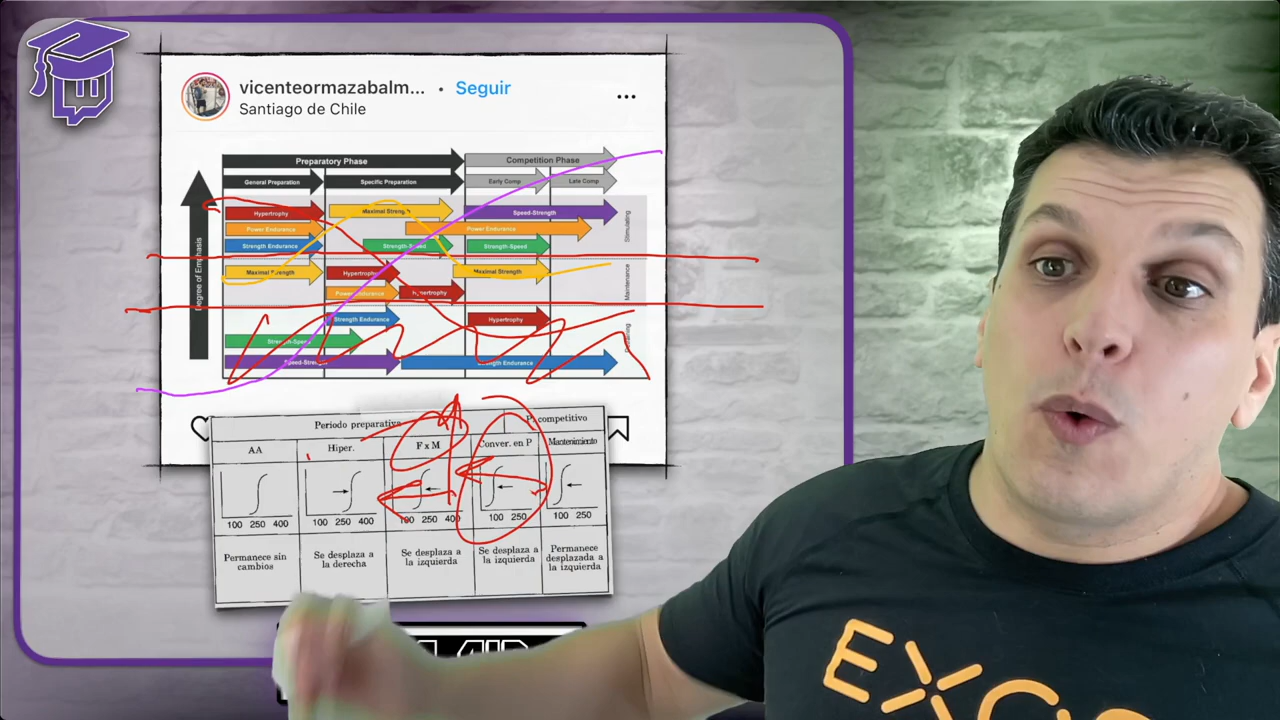 vicenteormazabalm... • Seguir
Santiago de Chile
Preparatory Phase
Competition Phase
General Preparation
Specific Preparation
Early Comp
Late Comp
Degree of Emphasis
Hypertrophy
Maximal Strength
Speed-Strength
Power Endurance
Power Endurance
Strength Endurance
Strength-Speed
Strength-Speed
Stimulating
Maximal Strength
Hypertrophy
Maximal Strength
Power Endurance
Hypertrophy
Maintenance
Strength Endurance
Hypertrophy
Strength-Speed
Speed-Strength
Strength Endurance
Periodo preparativo
competitivo
AA
Hiper.
F x M
Conver. en P
Mantenimiento
100 250 400
100 250 400
100 250 400
100 250
100 250
Permanece sin
cambios
Se desplaza a
la derecha
Se desplaza a
la izquierda
Se desplaza a
la izquierda
Permanece
desplazada a
la izquierda